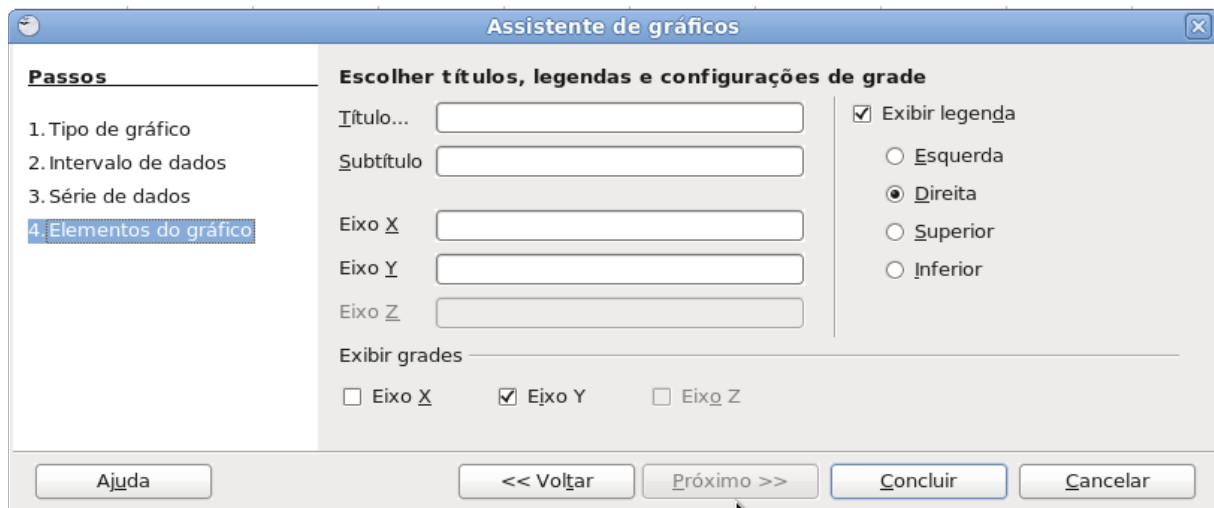 Assistente de gráficos
Passos
1. Tipo de gráfico
2. Intervalo de dados
3. Série de dados
4. Elementos do gráfico
Escolher títulos, legendas e configurações de grade
Título...
Subtítulo
Eixo X
Eixo Y
Eixo Z
Exibir legenda
Esquerda
Direita
Superior
Inferior
Exibir grades
Eixo X Eixo Y Eixo Z
Ajuda << Voltar Próximo >> Concluir Cancelar